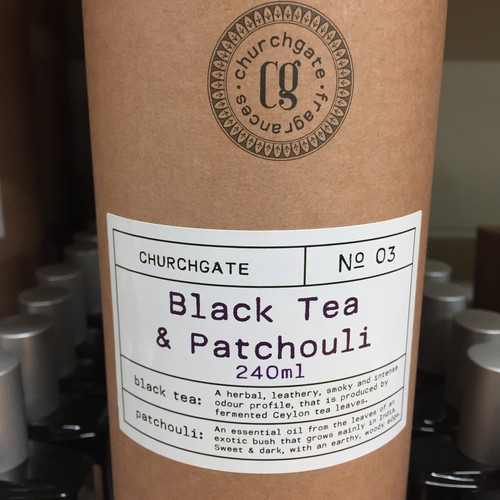 churchgate
cg
fragrances
CHURCHGATE
No 03
Black Tea
& Patchouli
240ml
black tea:
A herbal, leathery, smoky and intense
odour profile, that is produced by
fermented Ceylon tea leaves.
patchouli:
An essential oil from the leaves of an
exotic bush that grows mainly in India.
Sweet & dark, with an earthy, woody edge.